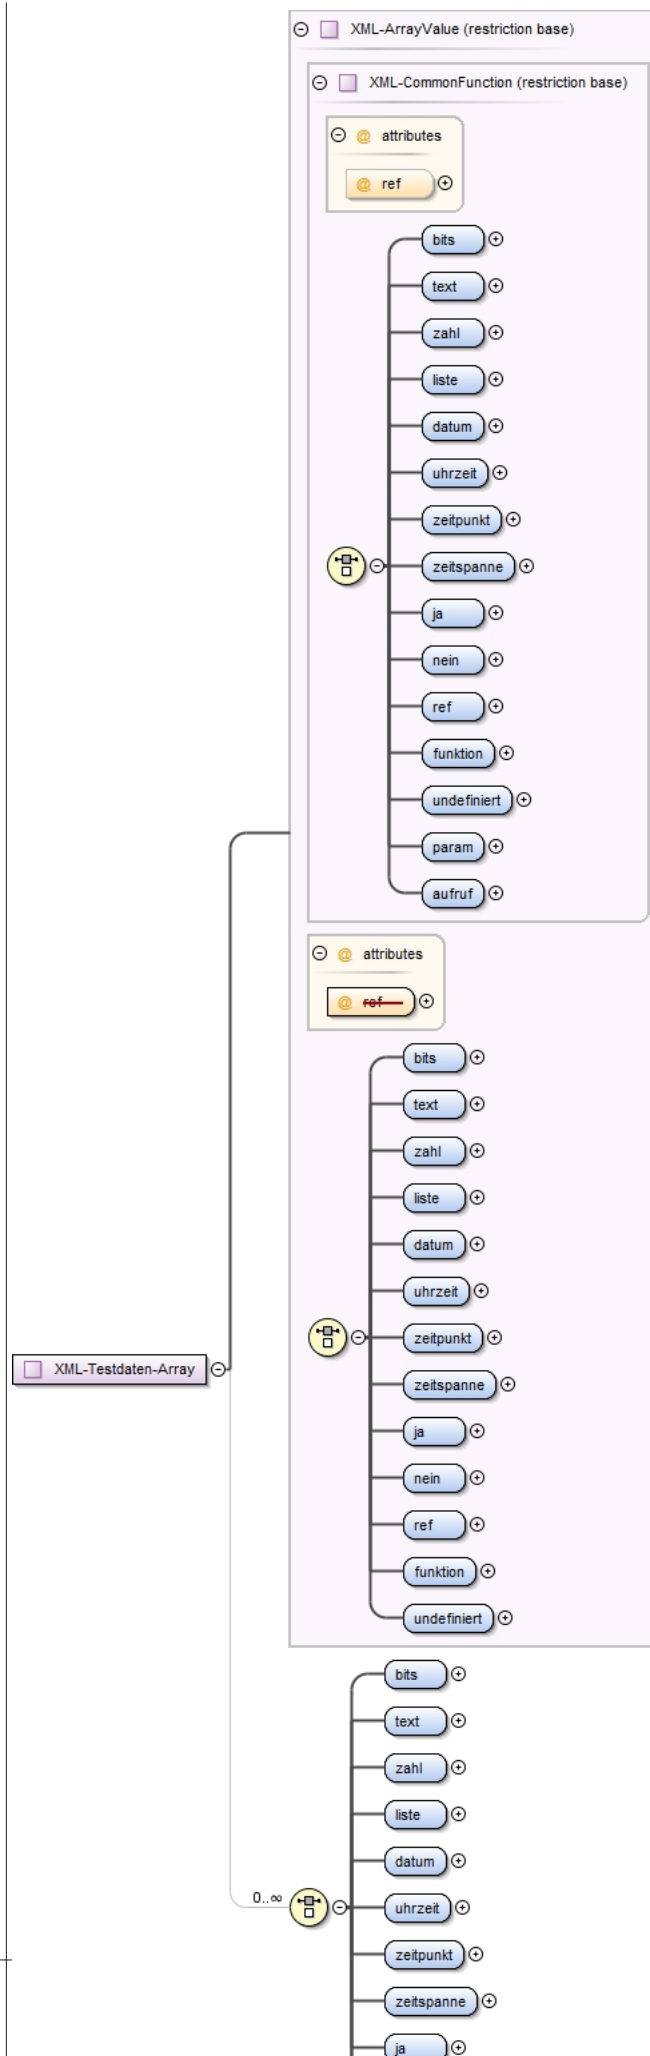 XML-ArrayValue (restriction base)
XML-CommonFunction (restriction base)
@ attributes
@ ref
bits
text
zahl
liste
datum
uhrzeit
zeitpunkt
zeitspanne
ja
nein
ref
funktion
undefiniert
param
aufruf
@ attributes
@ ref
bits
text
zahl
liste
datum
uhrzeit
zeitpunkt
zeitspanne
ja
nein
ref
funktion
undefiniert
XML-Testdaten-Array
bits
text
zahl
liste
datum
0..∞
uhrzeit
zeitpunkt
zeitspanne
ja